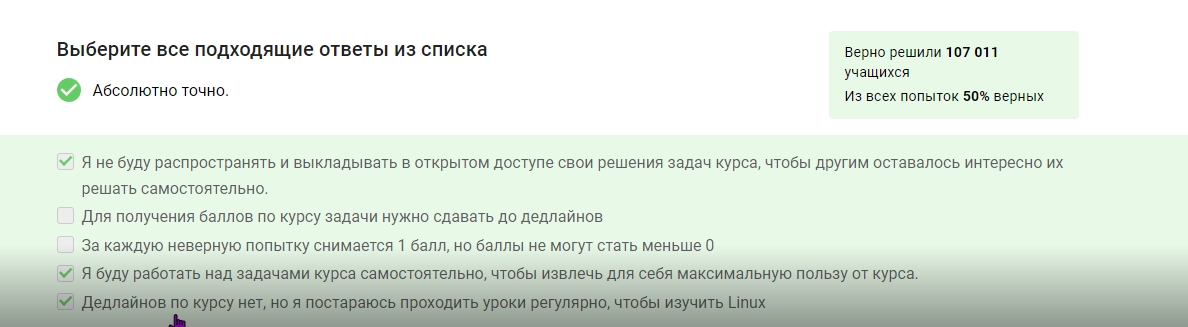 Выберите все подходящие ответы из списка
Абсолютно точно.
Верно решили 107 011
учащихся
Из всех попыток 50% верных
Я не буду распространять и выкладывать в открытом доступе свои решения задач курса, чтобы другим оставалось интересно их
решать самостоятельно.
Для получения баллов по курсу задачи нужно сдавать до дедлайнов
За каждую неверную попытку снимается 1 балл, но баллы не могут стать меньше 0
Я буду работать над задачами курса самостоятельно, чтобы извлечь для себя максимальную пользу от курса.
Дедлайнов по курсу нет, но я постараюсь проходить уроки регулярно, чтобы изучить Linux